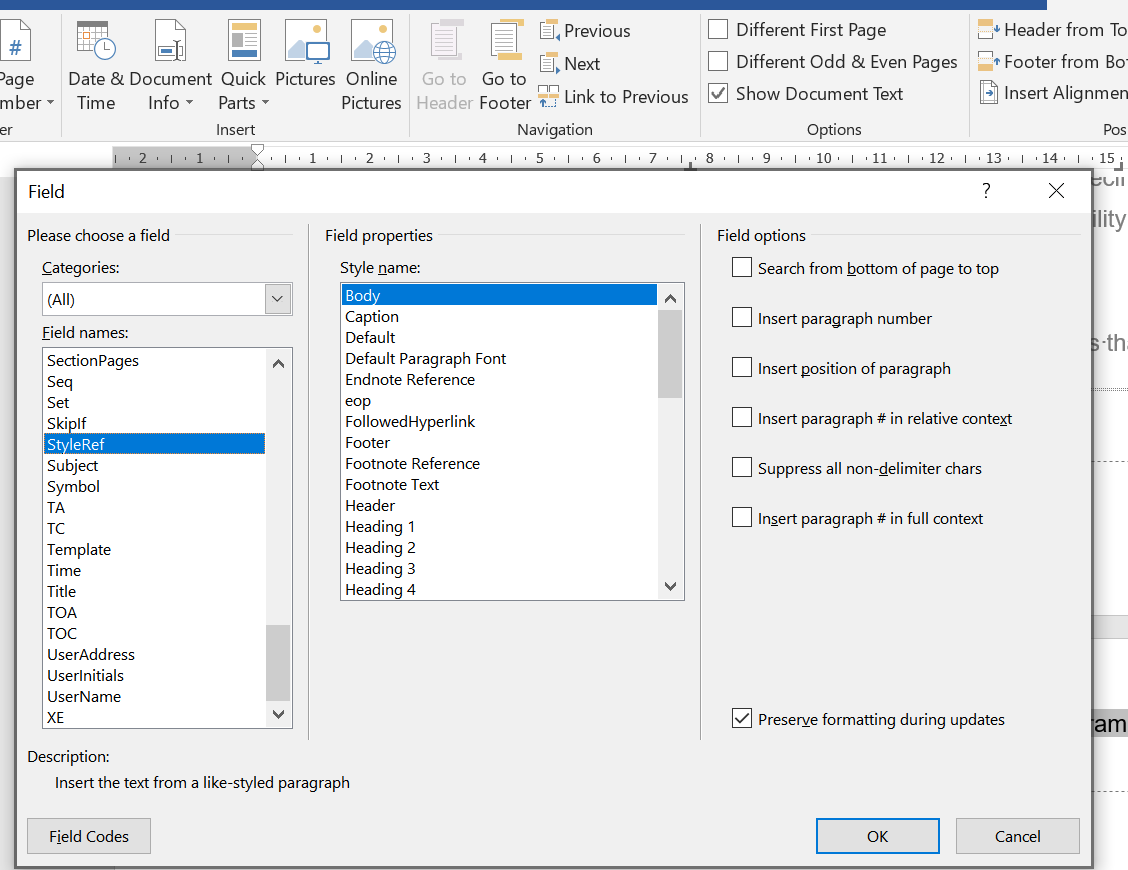 #
Page
mber
Date & Time
Document Info
Quick Parts
Pictures
Online Pictures
Go to Header
Go to Footer
Previous
Next
Link to Previous
Different First Page
Different Odd & Even Pages
Show Document Text
Header from To
Footer from Bot
Insert Alignmen
er
Insert
Navigation
Options
Pos
2 1 1 2 3 4 5 6 7 8 9 10 11 12 13 14 15
Field
?
Please choose a field
Categories:
(All)
Field names:
SectionPages
Seq
Set
SkipIf
StyleRef
Subject
Symbol
TA
TC
Template
Time
Title
TOA
TOC
UserAddress
UserInitials
UserName
XE
Field properties
Style name:
Body
Caption
Default
Default Paragraph Font
Endnote Reference
eop
FollowedHyperlink
Footer
Footnote Reference
Footnote Text
Header
Heading 1
Heading 2
Heading 3
Heading 4
Field options
Search from bottom of page to top
Insert paragraph number
Insert position of paragraph
Insert paragraph # in relative context
Suppress all non-delimiter chars
Insert paragraph # in full context
Preserve formatting during updates
Description:
Insert the text from a like-styled paragraph
Field Codes
OK
Cancel
ility
s·tha
ram